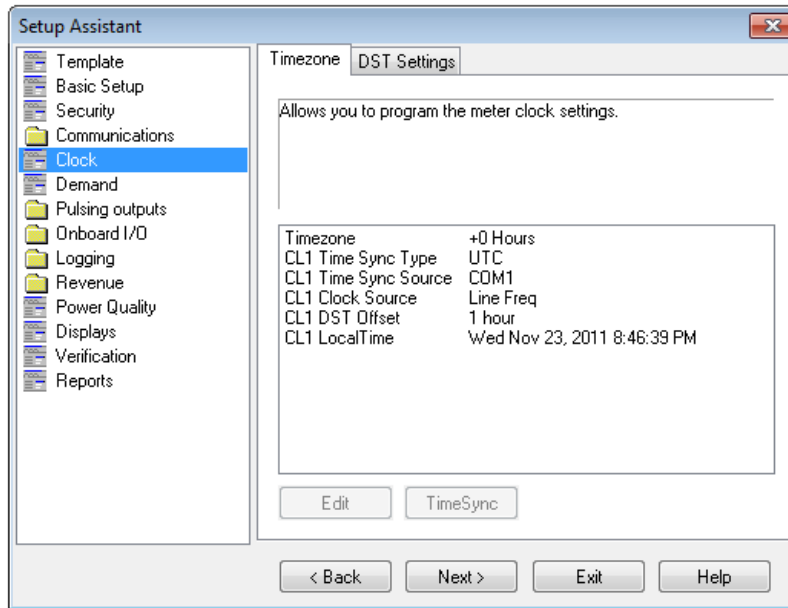 Setup Assistant
Template
Basic Setup
Security
Communications
Clock
Demand
Pulsing outputs
Onboard I/O
Logging
Revenue
Power Quality
Displays
Verification
Reports
Timezone DST Settings
Allows you to program the meter clock settings.
Timezone +0 Hours
CL1 Time Sync Type UTC
CL1 Time Sync Source COM1
CL1 Clock Source Line Freq
CL1 DST Offset 1 hour
CL1 LocalTime Wed Nov 23, 2011 8:46:39 PM
Edit TimeSync
< Back Next > Exit Help